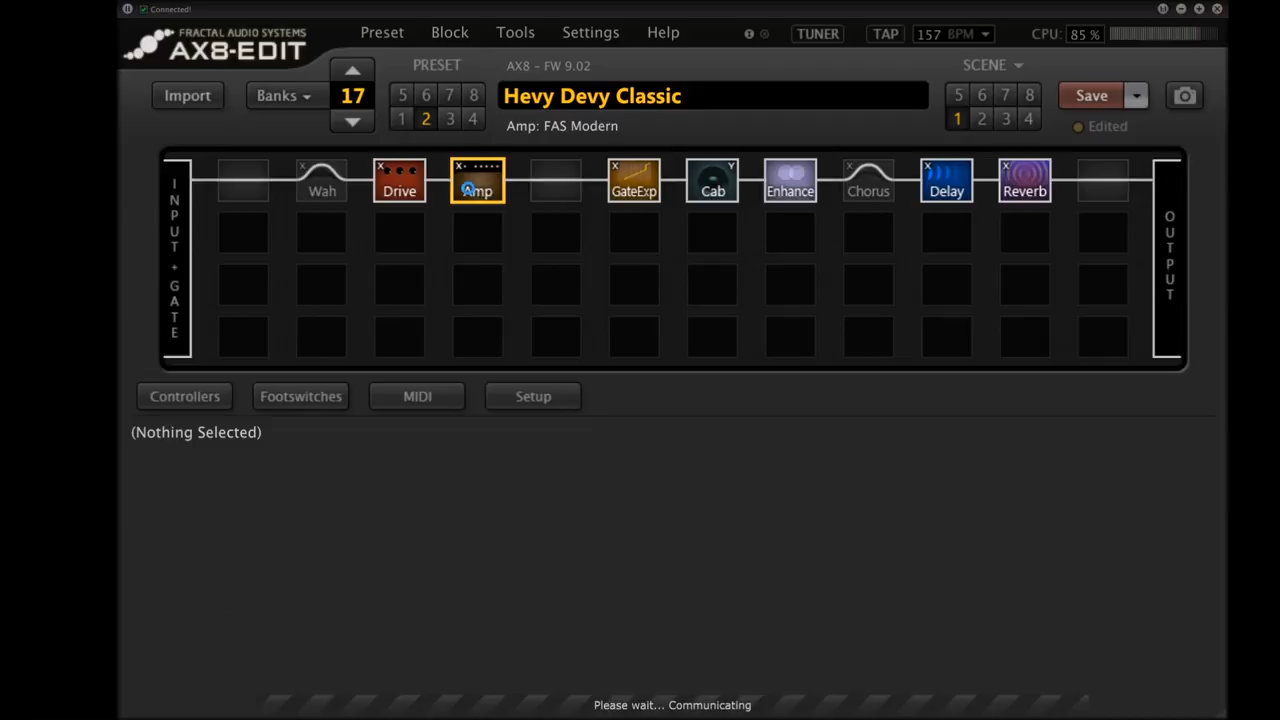 Connected!
FRACTAL AUDIO SYSTEMS
AX8-EDIT
Preset Block Tools Settings Help
TUNER TAP 157 BPM CPU: 85 %
PRESET
AX8 - FW 9.02
SCENE
Import Banks 17
5 6 7 8
1 2 3 4
Hevy Devy Classic
Amp: FAS Modern
5 6 7 8
1 2 3 4
Save
Edited
INPUT + GATE
X Wah
X Drive
X Amp
X GateExp
Y Cab
Enhance
X Chorus
X Delay
X Reverb
OUTPUT
Controllers Footswitches MIDI Setup
(Nothing Selected)
Please wait... Communicating